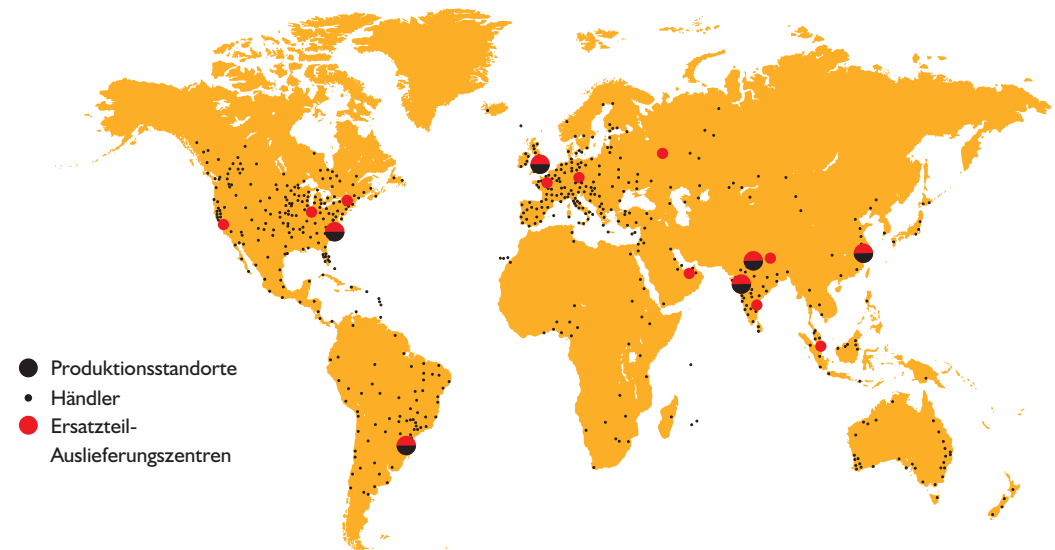 Produktionsstandorte
Händler
Ersatzteil-
Auslieferungszentren